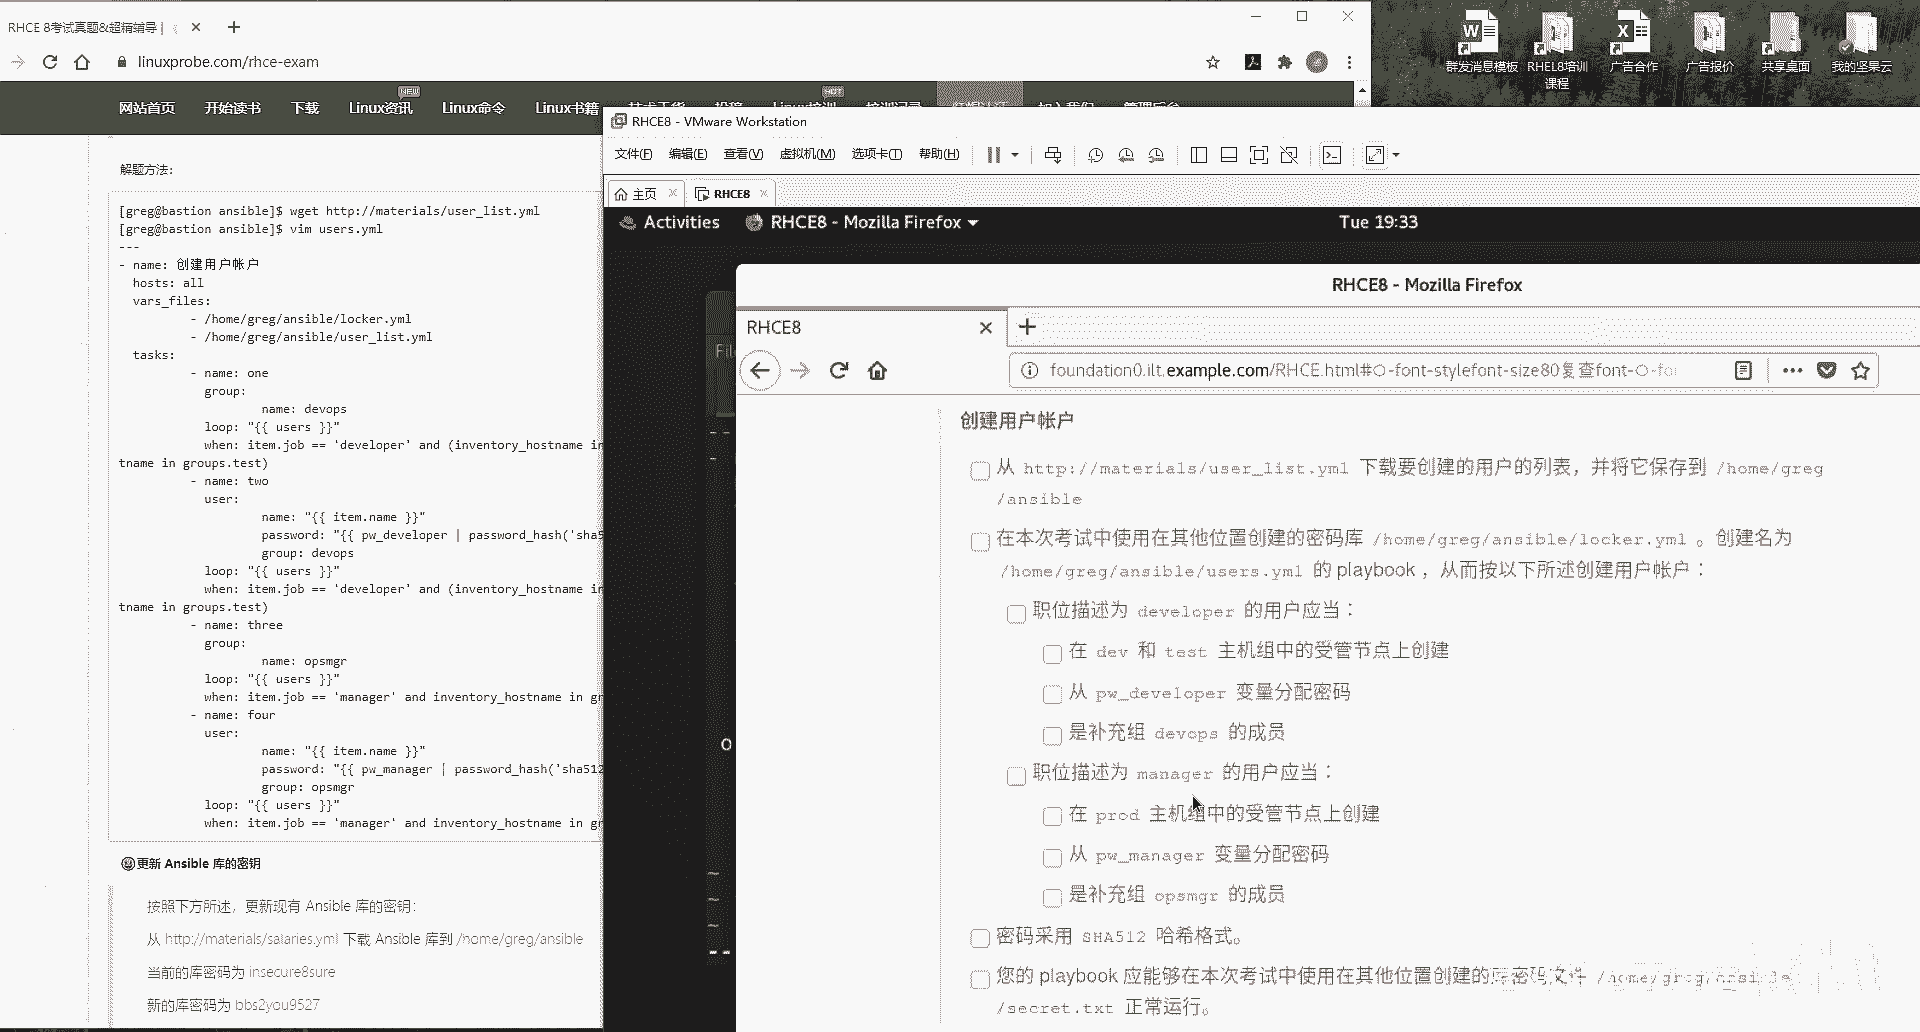 RHCE 8考试真题&超精辅导 |
linuxprobe.com/rhce-exam
网站首页 开始读书 下载 Linux资讯 NEW Linux命令 Linux书籍 HOT
群发消息模板 RHEL8培训课程 广告合作 广告报价 共享桌面 我的坚果云
解题方法:
[greg@bastion ansible]$ wget http://materials/user_list.yml
[greg@bastion ansible]$ vim users.yml
---
- name: 创建用户帐户
hosts: all
vars_files:
- /home/greg/ansible/locker.yml
- /home/greg/ansible/user_list.yml
tasks:
- name: one
group:
name: devops
loop: "{{ users }}"
when: item.job == 'developer' and (inventory_hostname in
tname in groups.test)
- name: two
user:
name: "{{ item.name }}"
password: "{{ pw_developer | password_hash('sha5
group: devops
loop: "{{ users }}"
when: item.job == 'developer' and (inventory_hostname in
tname in groups.test)
- name: three
group:
name: opsmgr
loop: "{{ users }}"
when: item.job == 'manager' and inventory_hostname in gr
- name: four
user:
name: "{{ item.name }}"
password: "{{ pw_manager | password_hash('sha512
group: opsmgr
loop: "{{ users }}"
when: item.job == 'manager' and inventory_hostname in gr
更新 Ansible 库的密钥
按照下方所述，更新现有 Ansible 库的密钥:
从 http://materials/salaries.yml 下载 Ansible 库到 /home/greg/ansible
当前的库密码为 insecure8sure
新的库密码为 bbs2you9527
RHCE8 - VMware Workstation
文件(F) 编辑(E) 查看(V) 虚拟机(M) 选项卡(T) 帮助(H)
主页 RHCE8
Activities RHCE8 - Mozilla Firefox Tue 19:33
RHCE8 - Mozilla Firefox
RHCE8
foundation0.ilt.example.com/RHCE.html#○-font-stylefont-size80复查font-○-fo
创建用户帐户
从 http://materials/user_list.yml 下载要创建的用户的列表，并将它保存到 /home/greg
/ansible
在本次考试中使用在其他位置创建的密码库 /home/greg/ansible/locker.yml 。创建名为
/home/greg/ansible/users.yml 的 playbook ，从而按以下所述创建用户帐户：
职位描述为 developer 的用户应当：
在 dev 和 test 主机组中的受管节点上创建
从 pw_developer 变量分配密码
是补充组 devops 的成员
职位描述为 manager 的用户应当：
在 prod 主机组中的受管节点上创建
从 pw_manager 变量分配密码
是补充组 opsmgr 的成员
密码采用 SHA512 哈希格式。
您的 playbook 应能够在本次考试中使用在其他位置创建的库密码文件 /home/greg/ansible
/secret.txt 正常运行。